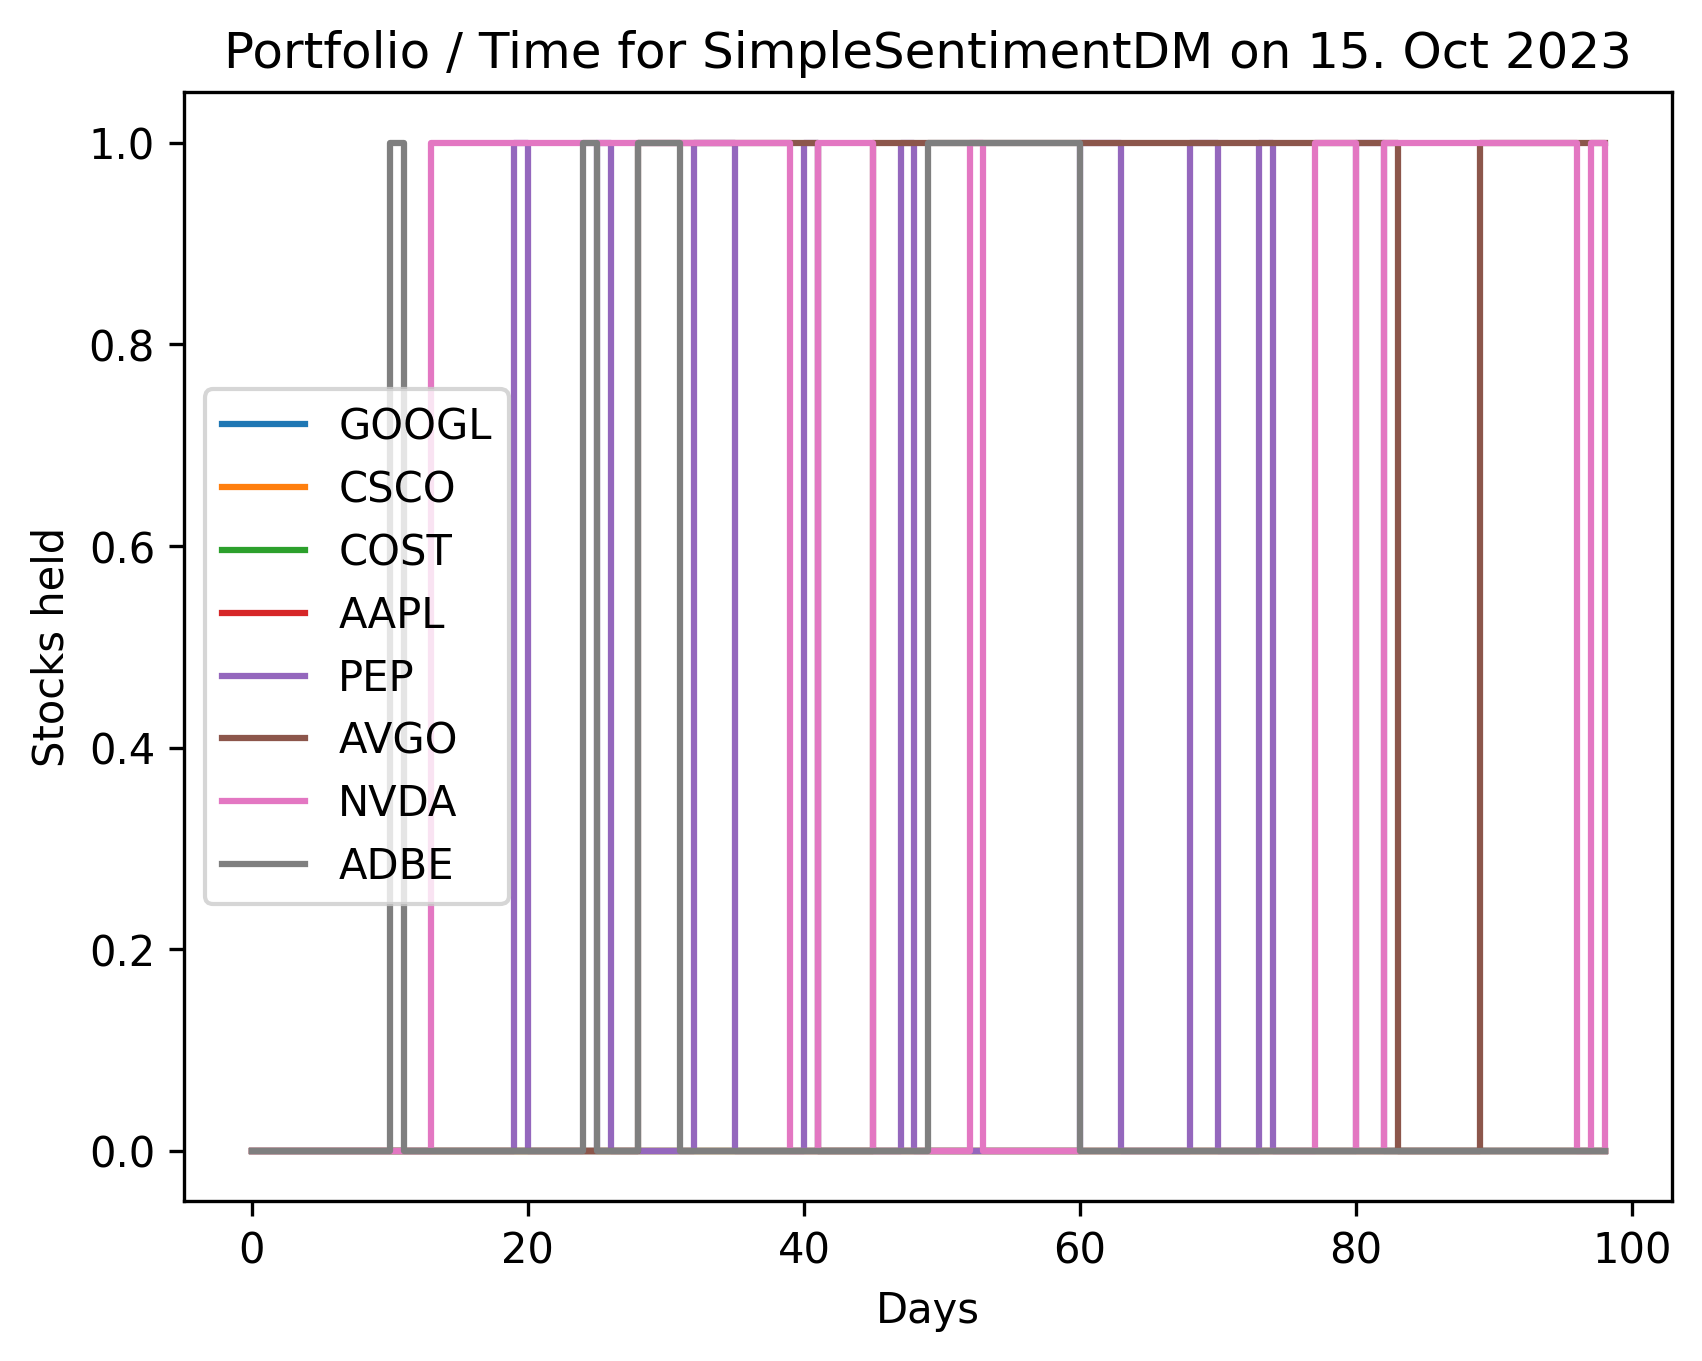 Portfolio / Time for SimpleSentimentDM on 15. Oct 2023
1.0
0.8
0.6
0.4
0.2
0.0
Stocks held
GOOGL
CSCO
COST
AAPL
PEP
AVGO
NVDA
ADBE
0 20 40 60 80 100
Days